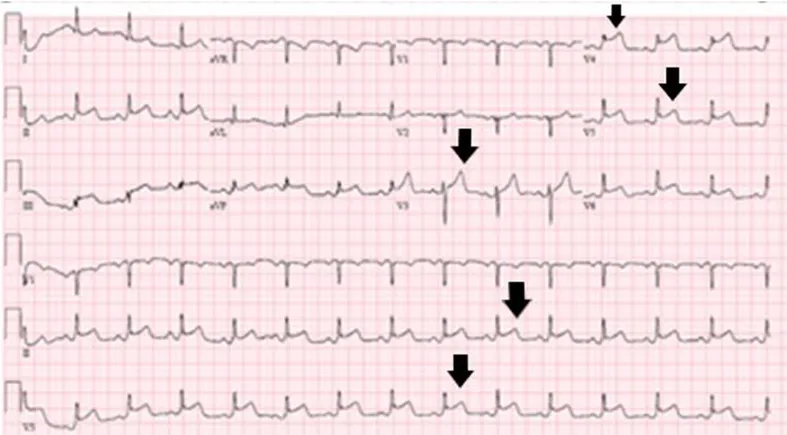 I aVR V1 V4
II aVL V2 V5
III aVF V3 V6
V1
II
V5